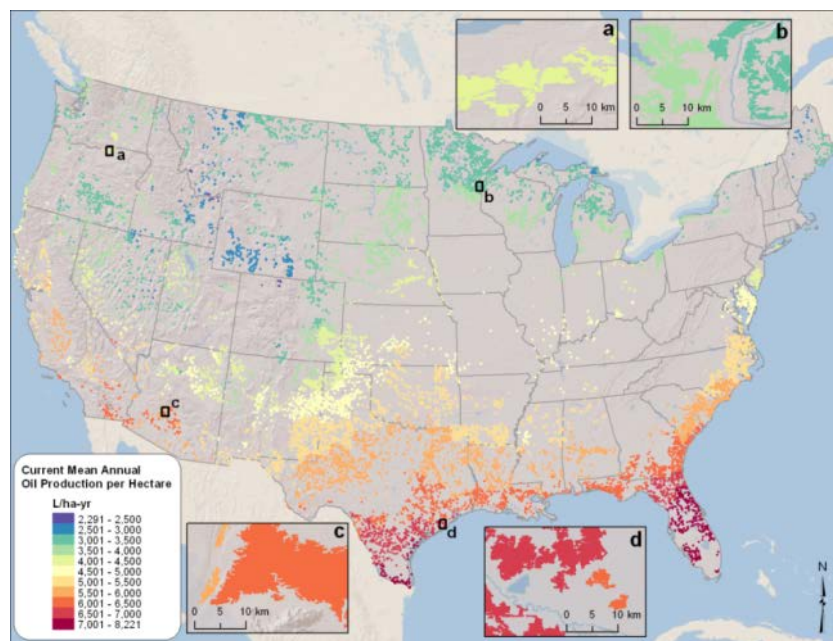 a
0 5 10 km
b
0 5 10 km
a
b
c
d
Current Mean Annual
Oil Production per Hectare
L/ha-yr
2,291 - 2,500
2,501 - 3,000
3,001 - 3,500
3,501 - 4,000
4,001 - 4,500
4,501 - 5,000
5,001 - 5,500
5,501 - 6,000
6,001 - 6,500
6,501 - 7,000
7,001 - 8,221
c
0 5 10 km
d
0 5 10 km
N